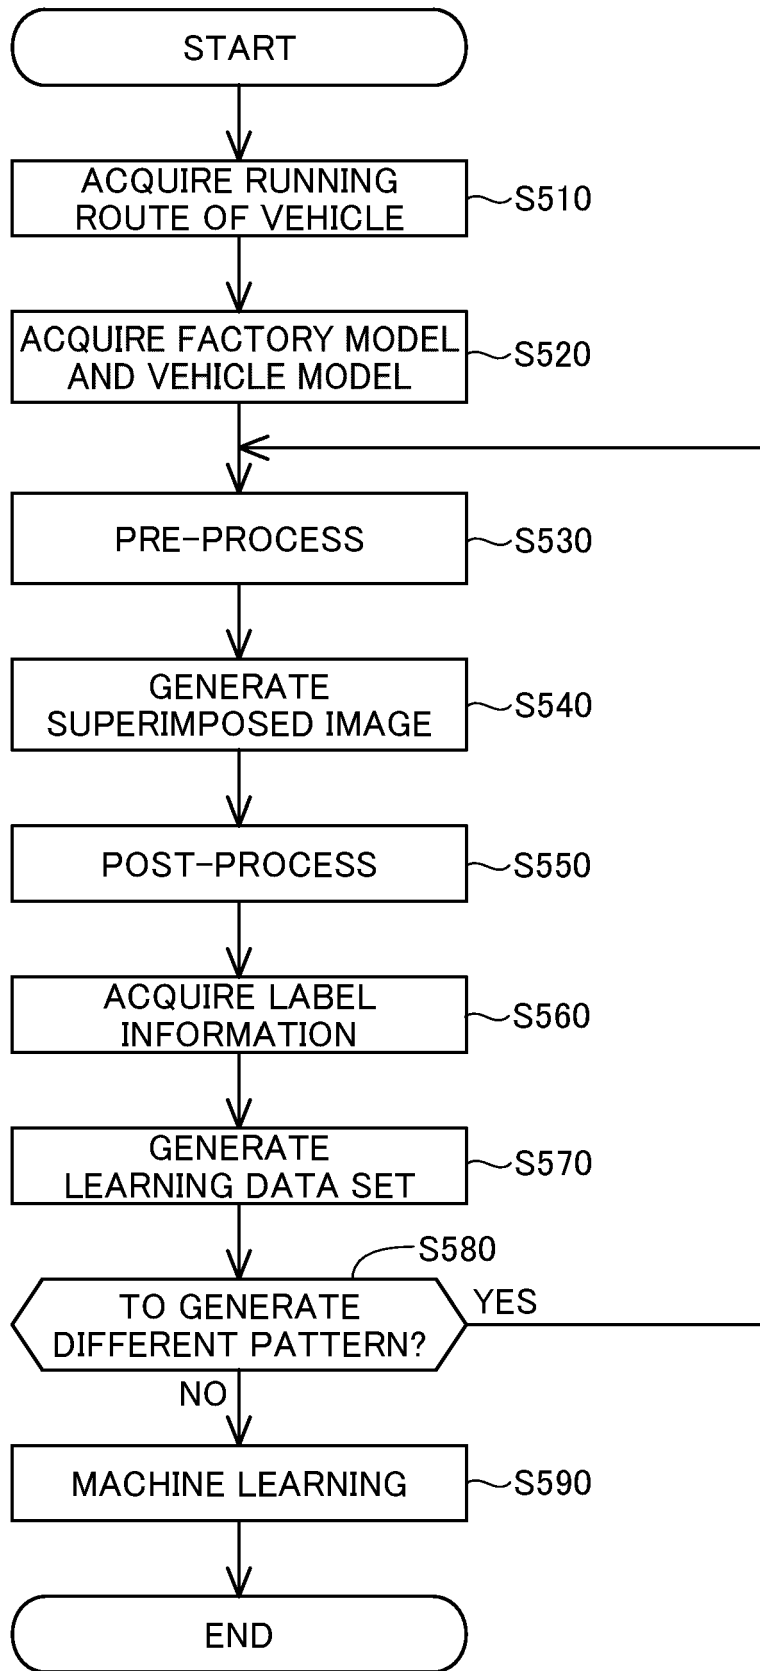 START
ACQUIRE RUNNING
ROUTE OF VEHICLE
S510
ACQUIRE FACTORY MODEL
AND VEHICLE MODEL
S520
PRE-PROCESS
S530
GENERATE
SUPERIMPOSED IMAGE
S540
POST-PROCESS
S550
ACQUIRE LABEL
INFORMATION
S560
GENERATE
LEARNING DATA SET
S570
S580
TO GENERATE
DIFFERENT PATTERN?
YES
NO
MACHINE LEARNING
S590
END